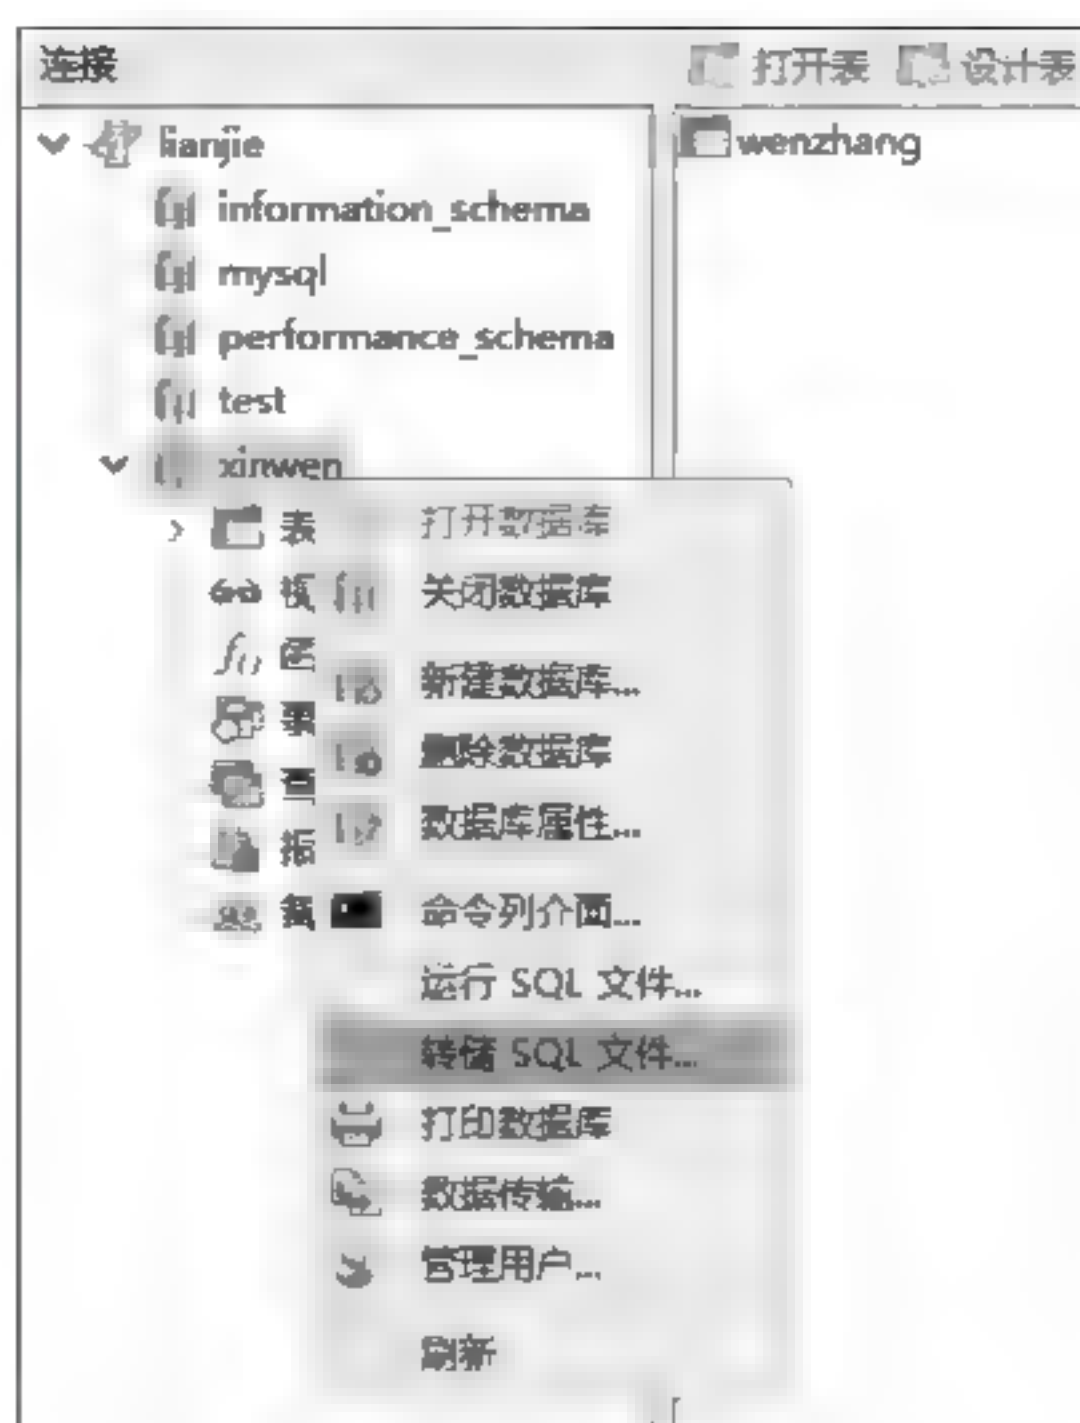 连接
打开表 设计表
lianjie
wenzhang
information_schema
mysql
performance_schema
test
xinwen
表
打开数据库
关闭数据库
新建数据库...
删除数据库
数据库属性...
命令列介面...
运行 SQL 文件...
转储 SQL 文件...
打印数据库
数据传输...
管理用户...
刷新